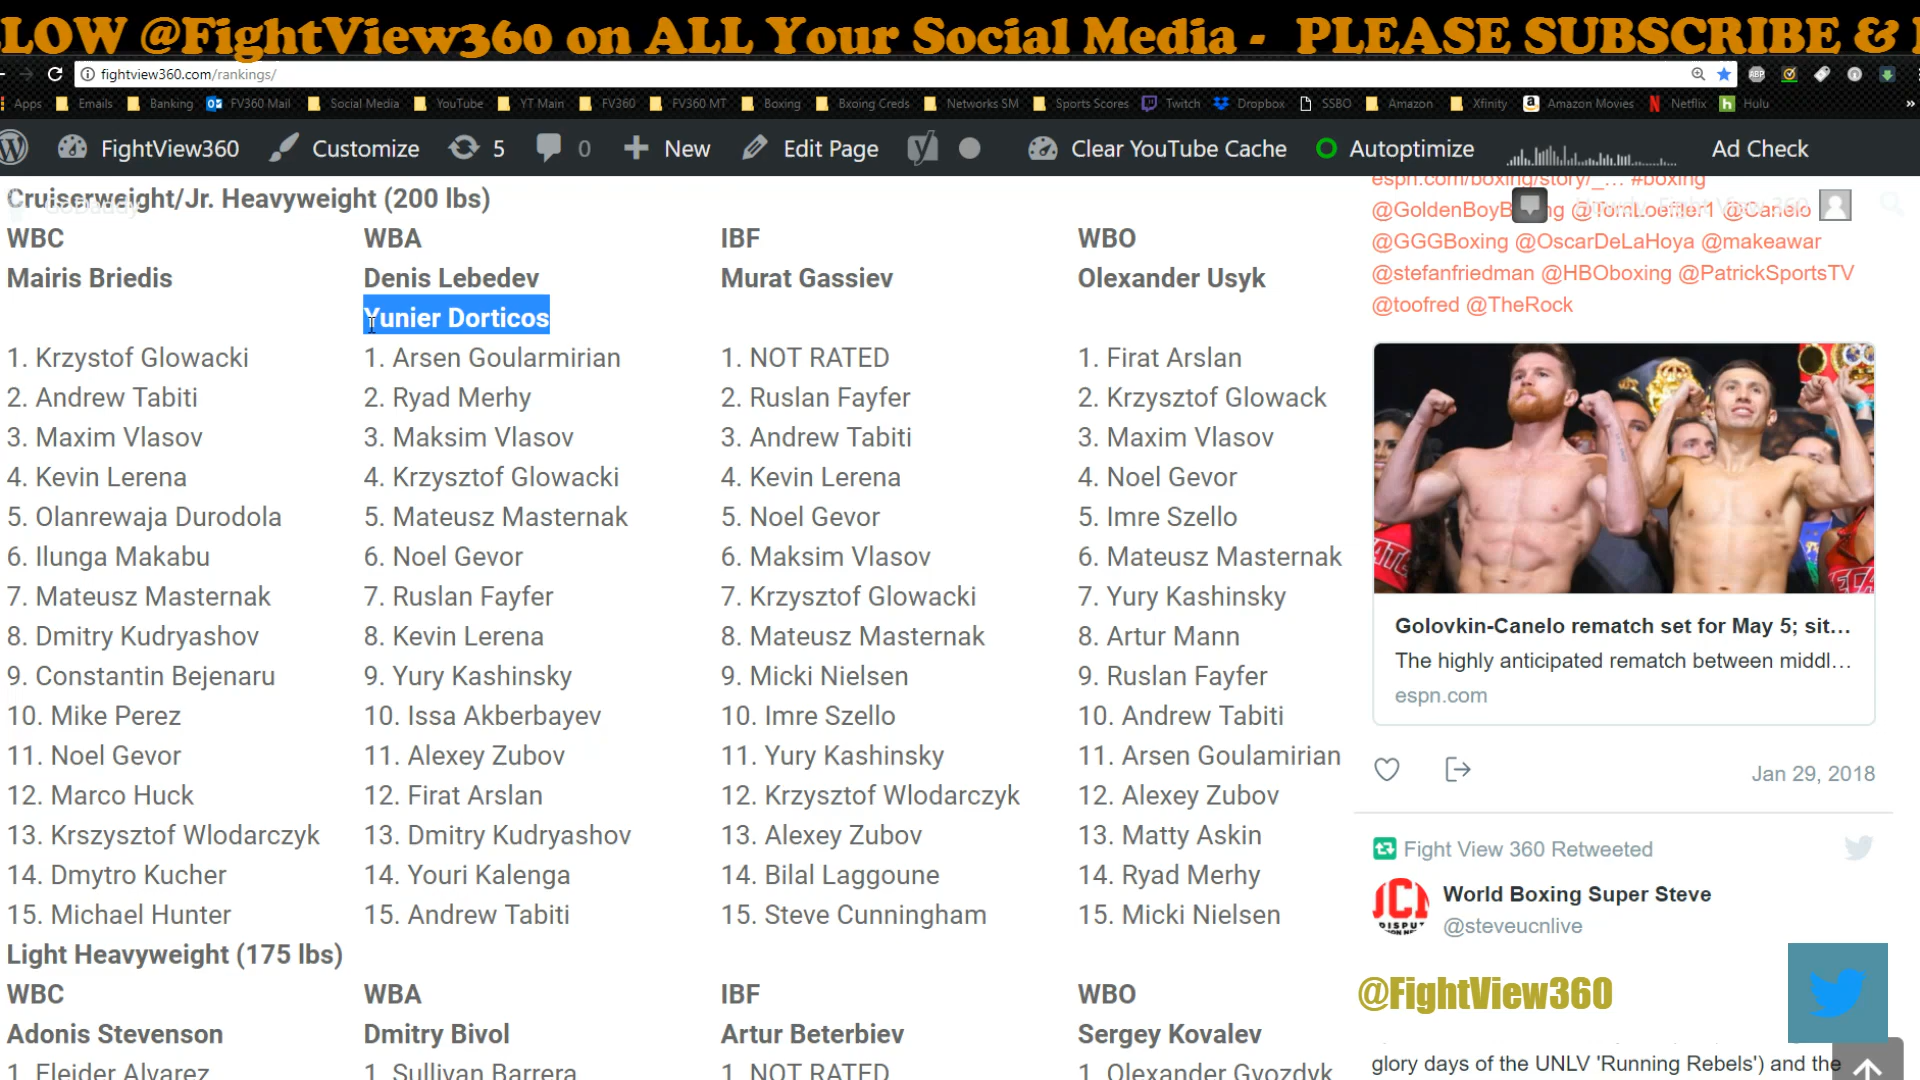 LOW @FightView360 on ALL Your Social Media - PLEASE SUBSCRIBE &
fightview360.com/rankings/
Apps Emails Banking FV360 Mail Social Media YouTube YT Main FV360 FV360 MT Boxing Bxoing Creds Networks SM Sports Scores Twitch Dropbox SSBO Amazon Xfinity Amazon Movies Netflix Hulu »
FightView360 Customize 5 0 New Edit Page Clear YouTube Cache Autoptimize Ad Check
Cruiserweight/Jr. Heavyweight (200 lbs)
WBC WBA IBF WBO
Mairis Briedis Denis Lebedev Murat Gassiev Olexander Usyk
Yunier Dorticos
1. Krzystof Glowacki 1. Arsen Goularmirian 1. NOT RATED 1. Firat Arslan
2. Andrew Tabiti 2. Ryad Merhy 2. Ruslan Fayfer 2. Krzysztof Glowack
3. Maxim Vlasov 3. Maksim Vlasov 3. Andrew Tabiti 3. Maxim Vlasov
4. Kevin Lerena 4. Krzysztof Glowacki 4. Kevin Lerena 4. Noel Gevor
5. Olanrewaja Durodola 5. Mateusz Masternak 5. Noel Gevor 5. Imre Szello
6. Ilunga Makabu 6. Noel Gevor 6. Maksim Vlasov 6. Mateusz Masternak
7. Mateusz Masternak 7. Ruslan Fayfer 7. Krzysztof Glowacki 7. Yury Kashinsky
8. Dmitry Kudryashov 8. Kevin Lerena 8. Mateusz Masternak 8. Artur Mann
9. Constantin Bejenaru 9. Yury Kashinsky 9. Micki Nielsen 9. Ruslan Fayfer
10. Mike Perez 10. Issa Akberbayev 10. Imre Szello 10. Andrew Tabiti
11. Noel Gevor 11. Alexey Zubov 11. Yury Kashinsky 11. Arsen Goulamirian
12. Marco Huck 12. Firat Arslan 12. Krzysztof Wlodarczyk 12. Alexey Zubov
13. Krszysztof Wlodarczyk 13. Dmitry Kudryashov 13. Alexey Zubov 13. Matty Askin
14. Dmytro Kucher 14. Youri Kalenga 14. Bilal Laggoune 14. Ryad Merhy
15. Michael Hunter 15. Andrew Tabiti 15. Steve Cunningham 15. Micki Nielsen
Light Heavyweight (175 lbs)
WBC WBA IBF WBO
Adonis Stevenson Dmitry Bivol Artur Beterbiev Sergey Kovalev
1. Eleider Alvarez 1. Sullivan Barrera 1. NOT RATED 1. Olexander Gvozdyk
espn.com/boxing/story/_… #boxing
@GoldenBoyB ng @TomLoeffler1 @Canelo
@GGGBoxing @OscarDeLaHoya @makeawar
@stefanfriedman @HBOboxing @PatrickSportsTV
@toofred @TheRock
Golovkin-Canelo rematch set for May 5; sit...
The highly anticipated rematch between middl...
espn.com
Jan 29, 2018
Fight View 360 Retweeted
World Boxing Super Steve
@steveucnlive
@FightView360
glory days of the UNLV 'Running Rebels') and the